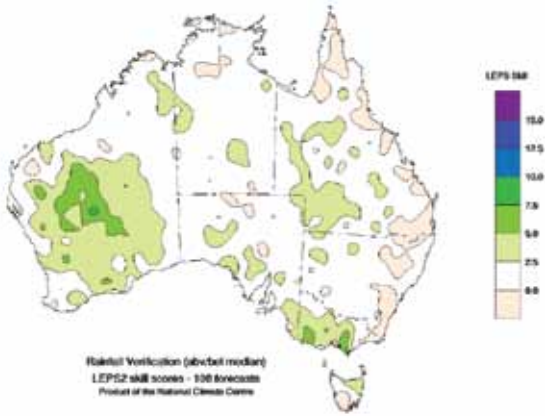 LEPS Skill
15.0
12.5
10.0
7.5
5.0
2.5
0.0
Rainfall Verification (abv/bel median)
LEPS2 skill scores - 108 forecasts
Product of the National Climate Centre